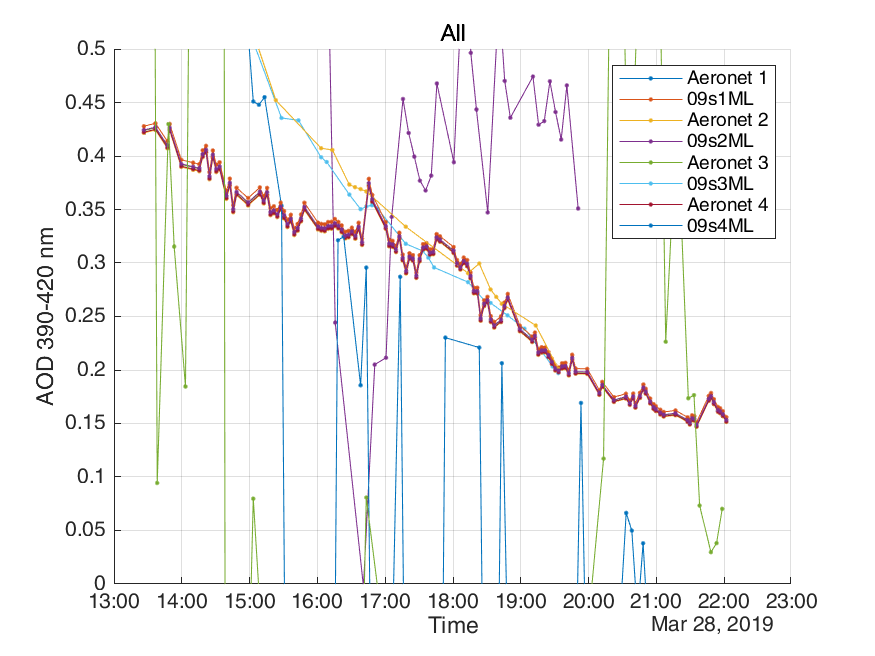 All
0.5
0.45
0.4
0.35
0.3
0.25
0.2
0.15
0.1
0.05
0
AOD 390-420 nm
Aeronet 1
09s1ML
Aeronet 2
09s2ML
Aeronet 3
09s3ML
Aeronet 4
09s4ML
13:00 14:00 15:00 16:00 17:00 18:00 19:00 20:00 21:00 22:00 23:00
Time
Mar 28, 2019